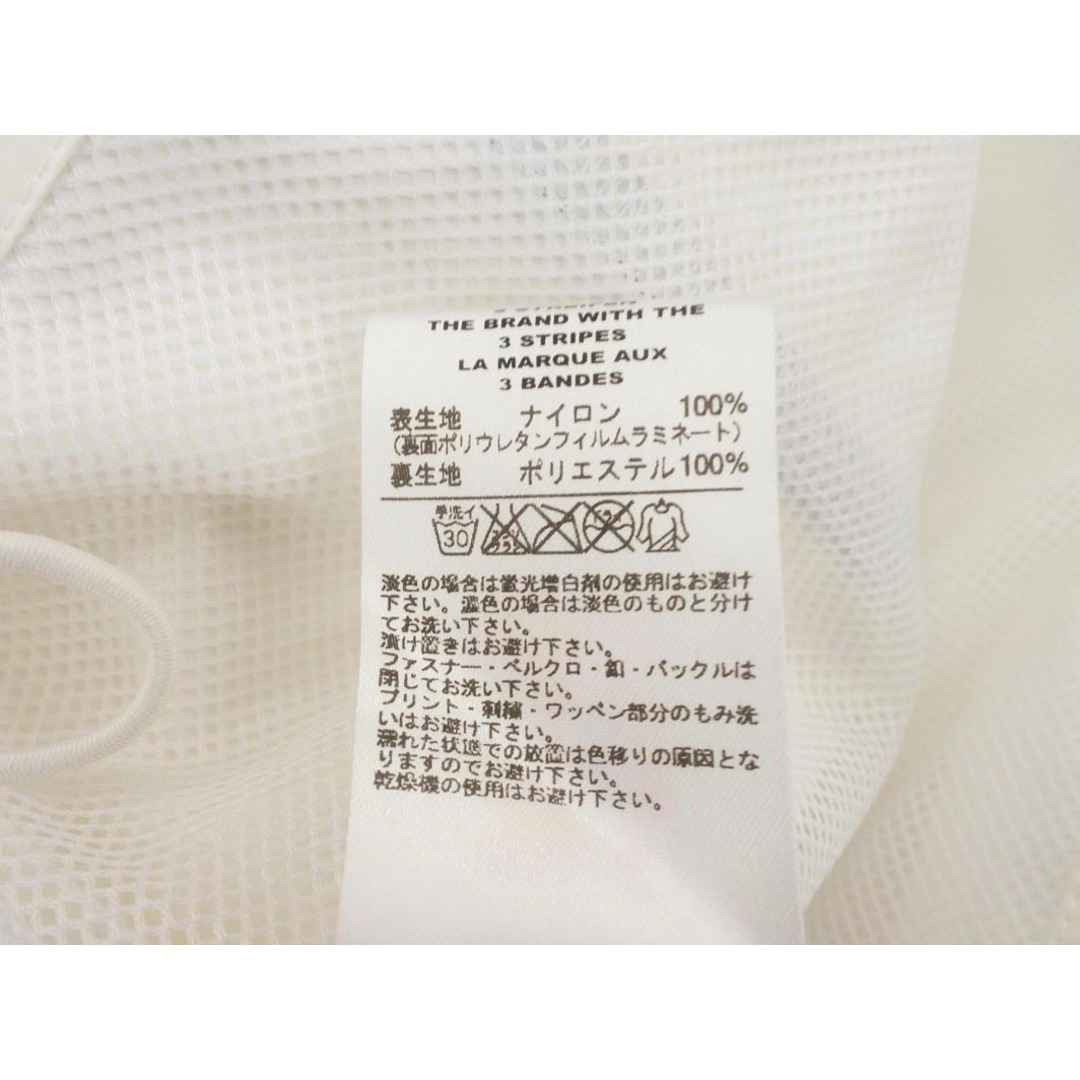 THE BRAND WITH THE
3 STRIPES
LA MARQUE AUX
3 BANDES
表生地 ナイロン 100%
(裏面ポリウレタンフィルムラミネート)
裏生地 ポリエステル 100%
手洗イ
30
淡色の場合は蛍光増白剤の使用はお避け
下さい。濃色の場合は淡色のものと分け
てお洗い下さい。
漬け置きはお避け下さい。
ファスナー・ベルクロ・釦・バックルは
閉じてお洗い下さい。
プリント・刺繍・ワッペン部分のもみ洗
いはお避け下さい。
濡れた状態での放置は色移りの原因とな
りますのでお避け下さい。
乾燥機の使用はお避け下さい。